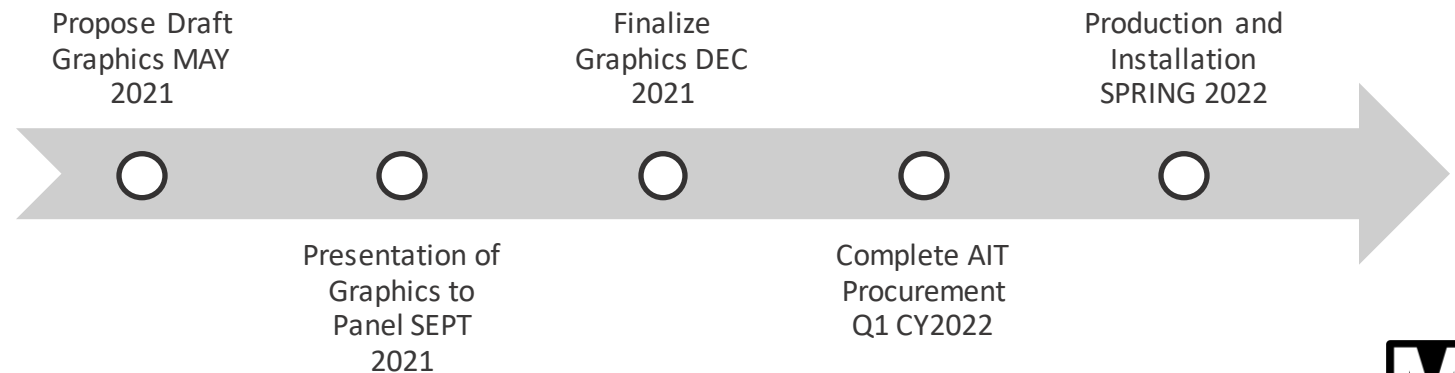 Propose Draft
Graphics MAY
2021
Finalize
Graphics DEC
2021
Production and
Installation
SPRING 2022
Presentation of
Graphics to
Panel SEPT
2021
Complete AIT
Procurement
Q1 CY2022